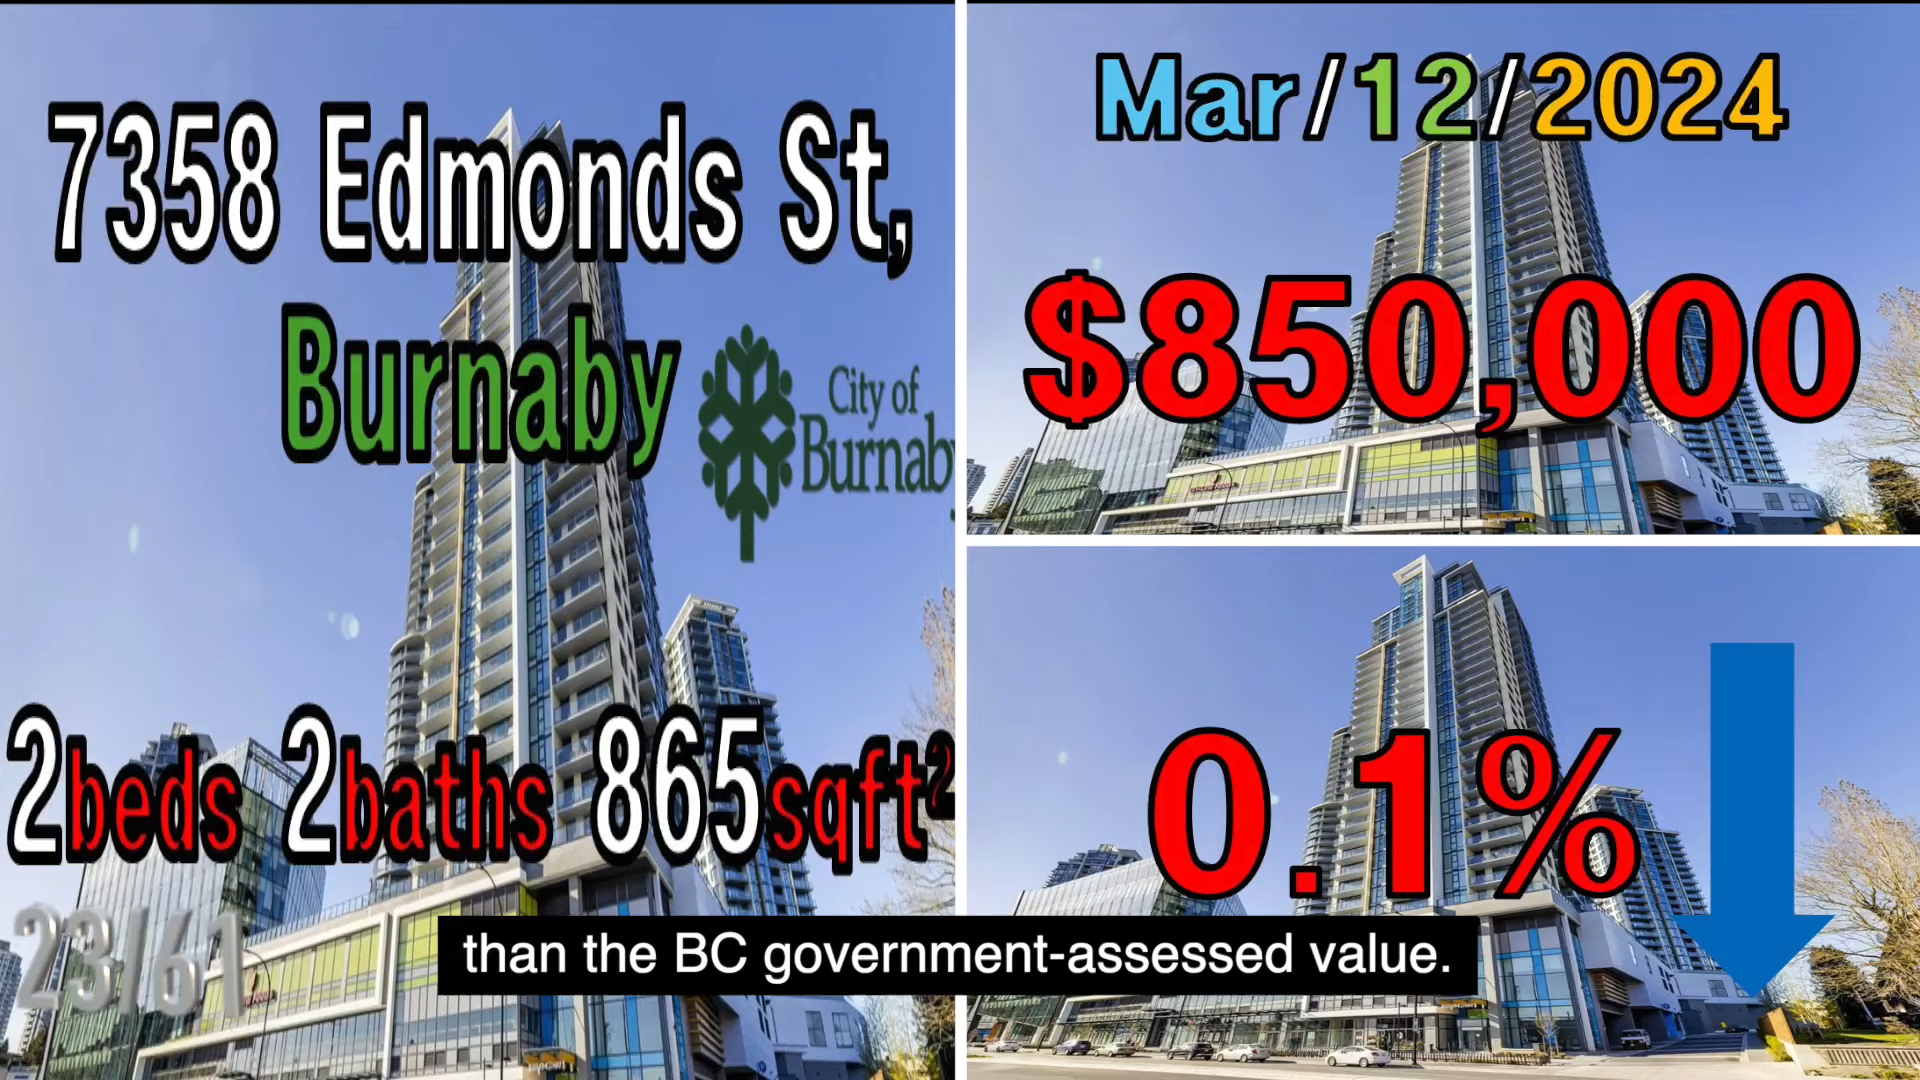 7358 Edmonds St,
Burnaby
City of
Burnaby
2beds 2baths 865sqft²
23/61
Mar/12/2024
$850,000
0.1%
than the BC government-assessed value.